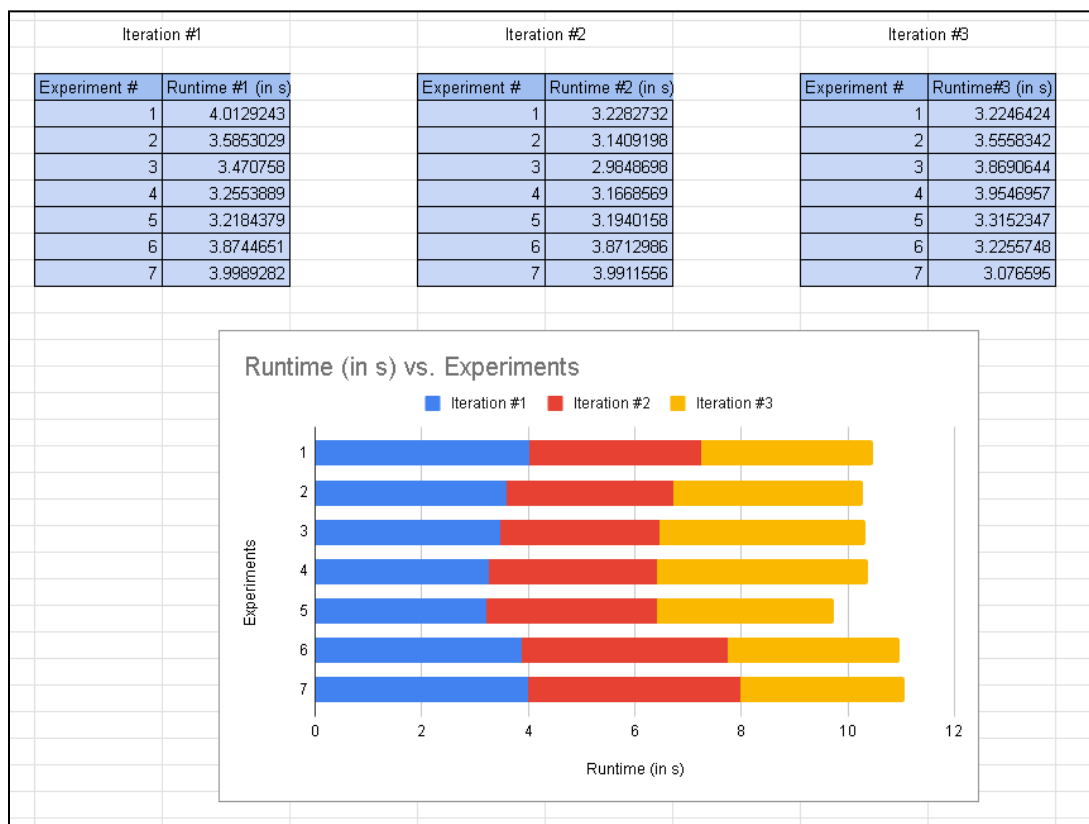 Iteration #1 Iteration #2 Iteration #3
Experiment # Runtime #1 (in s) Experiment # Runtime #2 (in s) Experiment # Runtime#3 (in s)
1 4.0129243 1 3.2282732 1 3.2246424
2 3.5853029 2 3.1409198 2 3.5558342
3 3.470758 3 2.9848698 3 3.8690644
4 3.2553889 4 3.1668569 4 3.9546957
5 3.2184379 5 3.1940158 5 3.3152347
6 3.8744651 6 3.8712986 6 3.2255748
7 3.9989282 7 3.9911556 7 3.076595
Runtime (in s) vs. Experiments
Iteration #1 Iteration #2 Iteration #3
Experiments
1
2
3
4
5
6
7
0 2 4 6 8 10 12
Runtime (in s)